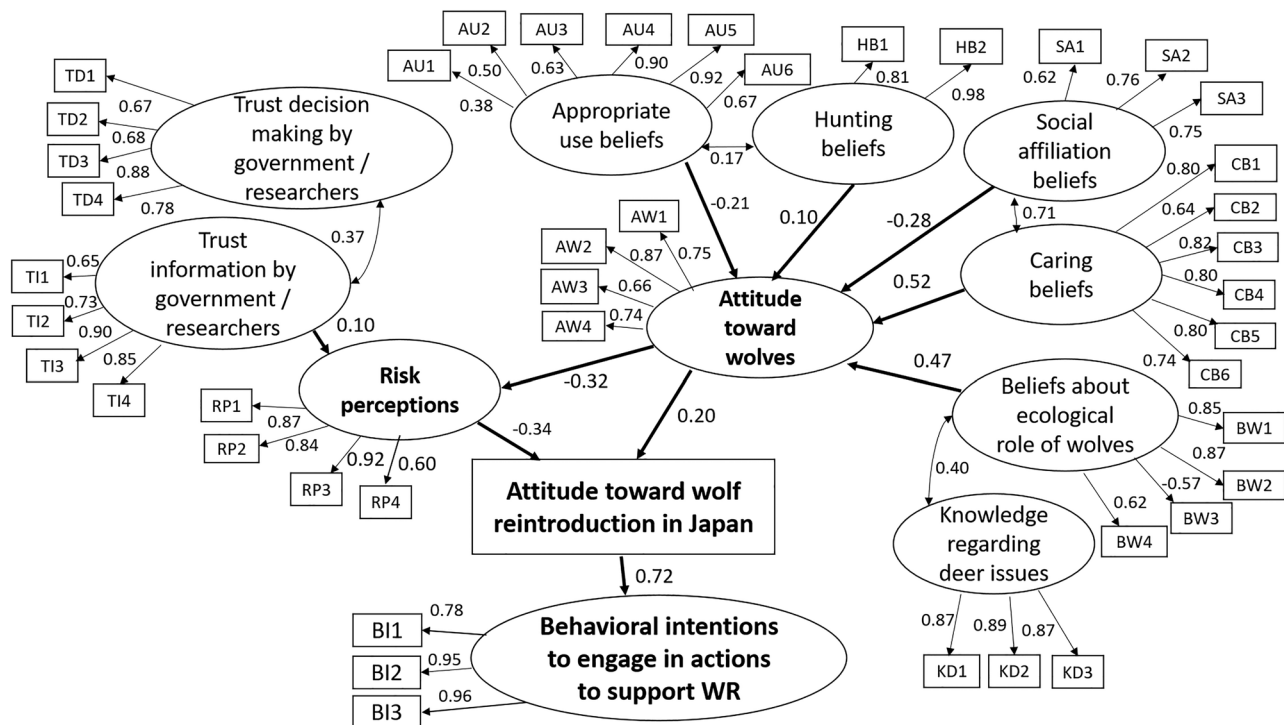 AU2
AU3
AU4
AU5
AU1
AU6
0.50
0.63
0.90
0.92
0.38
0.67
Appropriate
use beliefs
HB1
HB2
0.81
0.98
Hunting
beliefs
0.17
SA1
SA2
SA3
0.62
0.76
0.75
Social
affiliation
beliefs
TD1
TD2
TD3
TD4
0.67
0.68
0.88
0.78
Trust decision
making by
government /
researchers
0.37
TI1
TI2
TI3
TI4
0.65
0.73
0.90
0.85
Trust
information by
government /
researchers
0.10
-0.21
0.10
-0.28
0.71
CB1
CB2
CB3
CB4
CB5
CB6
0.80
0.64
0.82
0.80
0.80
0.74
Caring
beliefs
0.52
AW1
AW2
AW3
AW4
0.75
0.87
0.66
0.74
Attitude
toward
wolves
0.47
-0.32
0.20
Risk
perceptions
RP1
RP2
RP3
RP4
0.87
0.84
0.92
0.60
-0.34
Beliefs about
ecological
role of wolves
BW1
BW2
BW3
BW4
0.85
0.87
-0.57
0.62
0.40
Knowledge
regarding
deer issues
0.87
0.89
0.87
KD1
KD2
KD3
Attitude toward wolf
reintroduction in Japan
0.72
Behavioral intentions
to engage in actions
to support WR
BI1
BI2
BI3
0.78
0.95
0.96